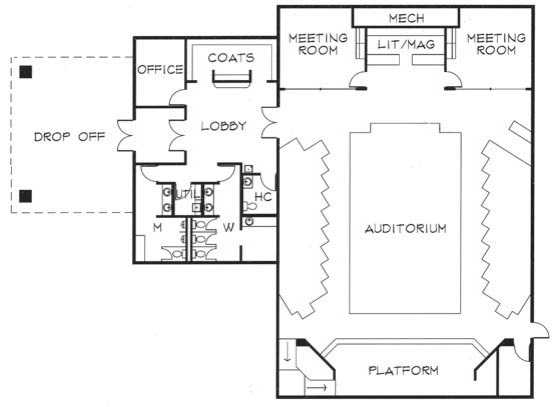 MECH
MEETING
ROOM
LIT/MAG
MEETING
ROOM
COATS
OFFICE
LOBBY
DROP OFF
UTIL
HC
M
W
AUDITORIUM
PLATFORM